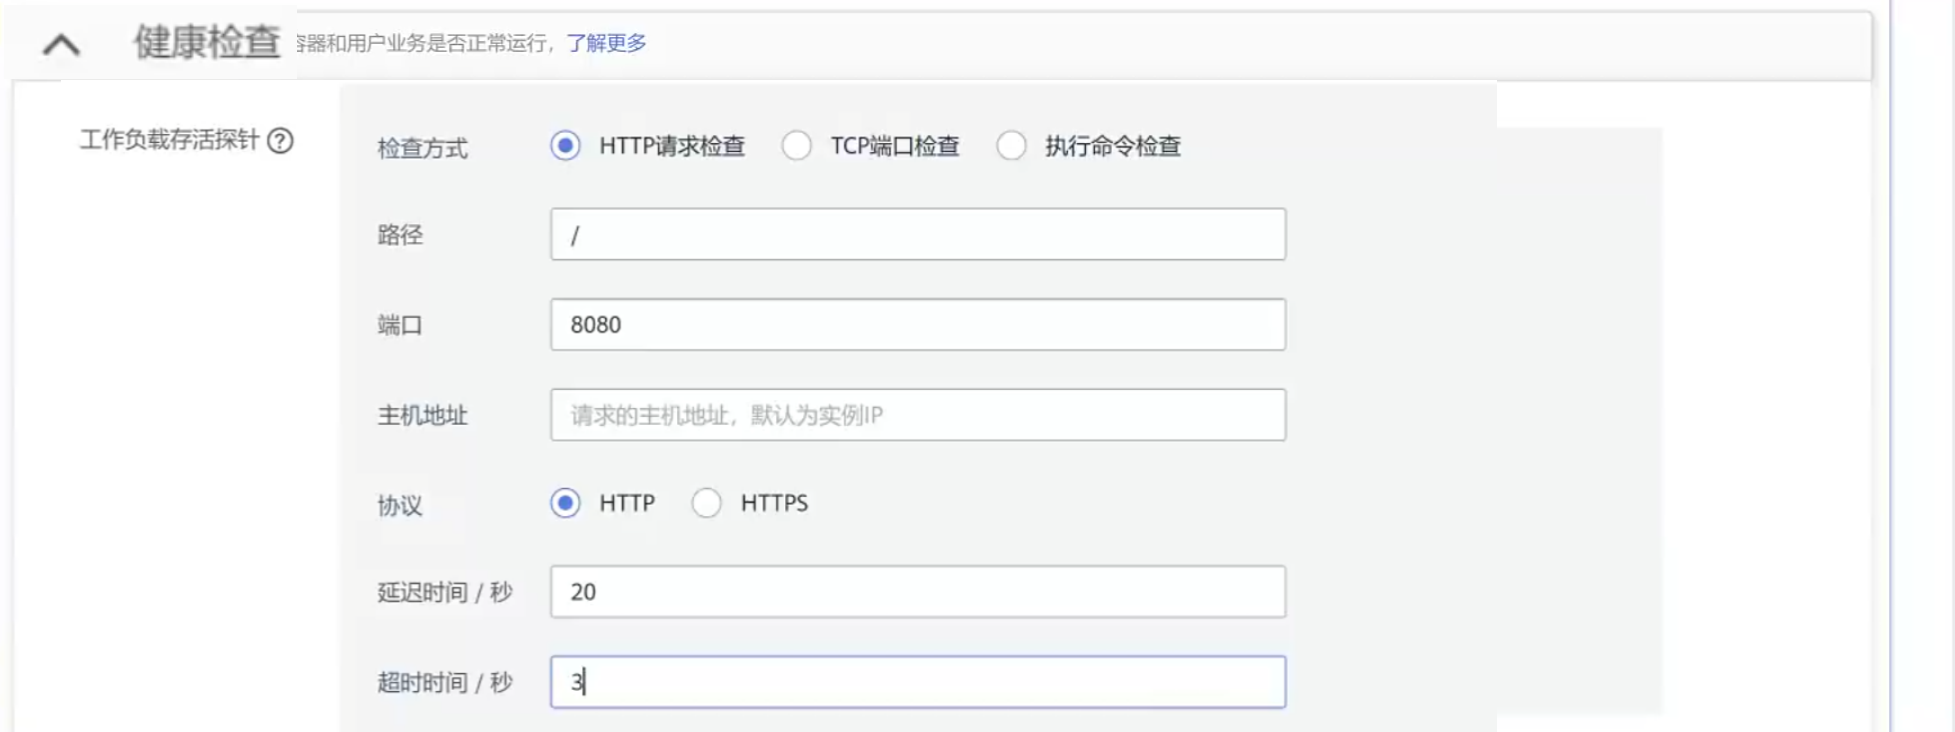 健康检查 容器和用户业务是否正常运行，了解更多
工作负载存活探针 ?
检查方式 HTTP请求检查 TCP端口检查 执行命令检查
路径 /
端口 8080
主机地址 请求的主机地址，默认为实例IP
协议 HTTP HTTPS
延迟时间 / 秒 20
超时时间 / 秒 3